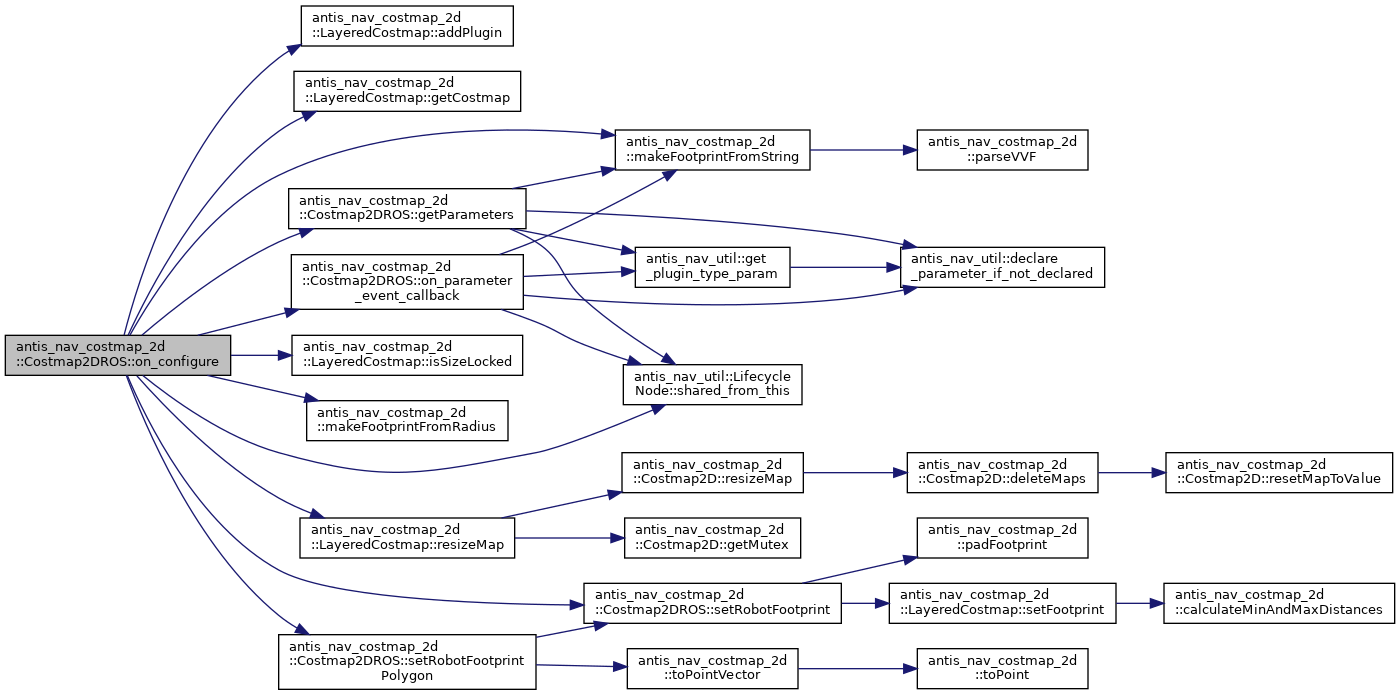 antis_nav_costmap_2d
::LayeredCostmap::addPlugin
antis_nav_costmap_2d
::LayeredCostmap::getCostmap
antis_nav_costmap_2d
::makeFootprintFromString
antis_nav_costmap_2d
::parseVVF
antis_nav_costmap_2d
::Costmap2DROS::getParameters
antis_nav_util::get
_plugin_type_param
antis_nav_util::declare
_parameter_if_not_declared
antis_nav_costmap_2d
::Costmap2DROS::on_parameter
_event_callback
antis_nav_costmap_2d
::Costmap2DROS::on_configure
antis_nav_costmap_2d
::LayeredCostmap::isSizeLocked
antis_nav_util::Lifecycle
Node::shared_from_this
antis_nav_costmap_2d
::makeFootprintFromRadius
antis_nav_costmap_2d
::Costmap2D::resizeMap
antis_nav_costmap_2d
::Costmap2D::deleteMaps
antis_nav_costmap_2d
::Costmap2D::resetMapToValue
antis_nav_costmap_2d
::LayeredCostmap::resizeMap
antis_nav_costmap_2d
::Costmap2D::getMutex
antis_nav_costmap_2d
::padFootprint
antis_nav_costmap_2d
::Costmap2DROS::setRobotFootprint
antis_nav_costmap_2d
::LayeredCostmap::setFootprint
antis_nav_costmap_2d
::calculateMinAndMaxDistances
antis_nav_costmap_2d
::Costmap2DROS::setRobotFootprint
Polygon
antis_nav_costmap_2d
::toPointVector
antis_nav_costmap_2d
::toPoint